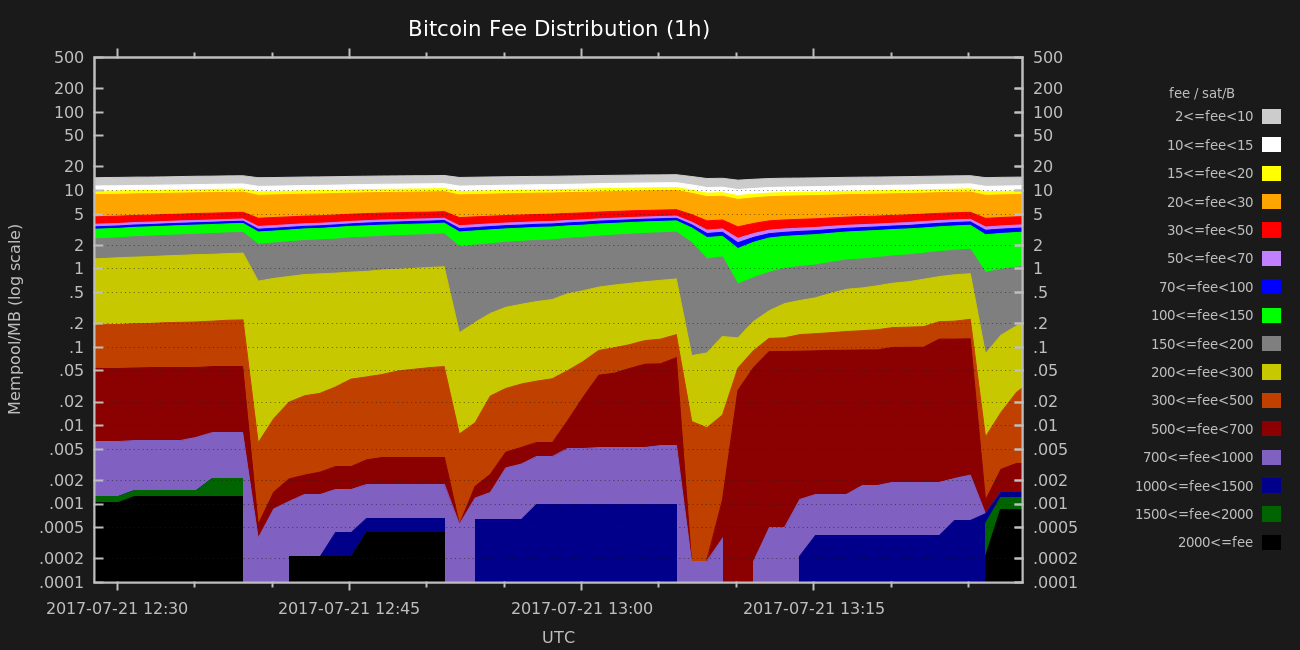 Bitcoin Fee Distribution (1h)
500
200
100
50
20
10
5
2
1
.5
.2
.1
.05
.02
.01
.005
.002
.001
.0005
.0002
.0001
Mempool/MB (log scale)
500
200
100
50
20
10
5
2
1
.5
.2
.1
.05
.02
.01
.005
.002
.001
.0005
.0002
.0001
2017-07-21 12:30 2017-07-21 12:45 2017-07-21 13:00 2017-07-21 13:15
UTC
fee / sat/B
2<=fee<10
10<=fee<15
15<=fee<20
20<=fee<30
30<=fee<50
50<=fee<70
70<=fee<100
100<=fee<150
150<=fee<200
200<=fee<300
300<=fee<500
500<=fee<700
700<=fee<1000
1000<=fee<1500
1500<=fee<2000
2000<=fee